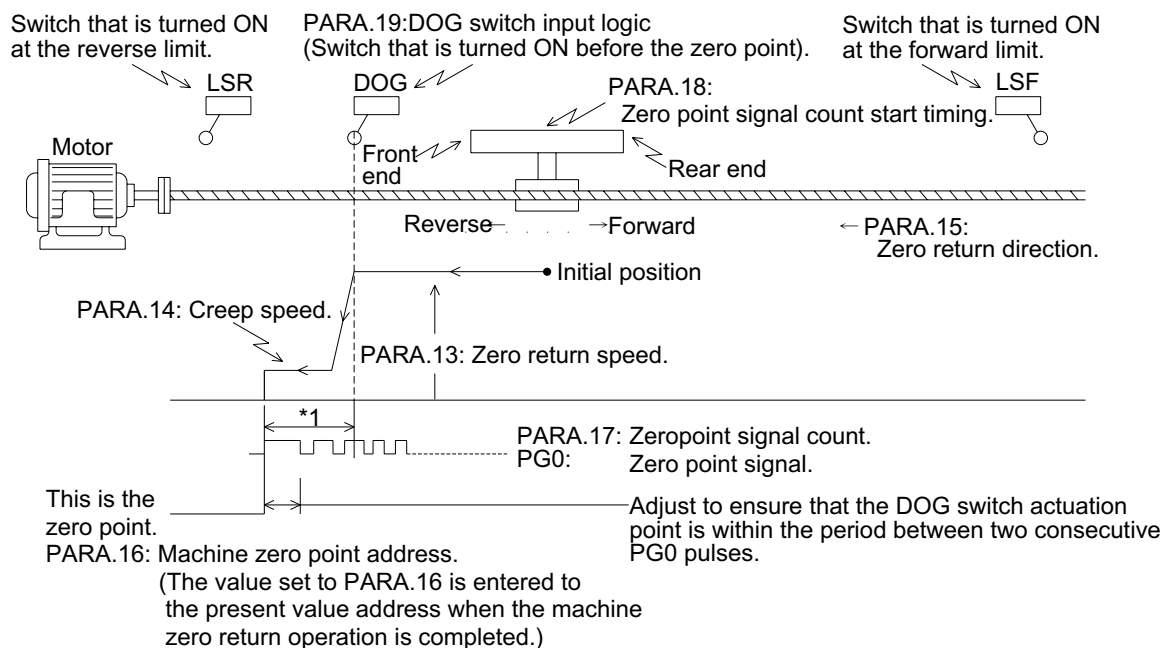 Switch that is turned ON
at the reverse limit.
PARA.19:DOG switch input logic
(Switch that is turned ON before the zero point).
Switch that is turned ON
at the forward limit.
LSR
DOG
LSF
PARA.18:
Zero point signal count start timing.
Motor
Front
end
Rear end
Reverse
Forward
PARA.15:
Zero return direction.
Initial position
PARA.14: Creep speed.
PARA.13: Zero return speed.
*1
PARA.17: Zeropoint signal count.
PG0: Zero point signal.
This is the
zero point.
Adjust to ensure that the DOG switch actuation
point is within the period between two consecutive
PG0 pulses.
PARA.16: Machine zero point address.
(The value set to PARA.16 is entered to
the present value address when the machine
zero return operation is completed.)